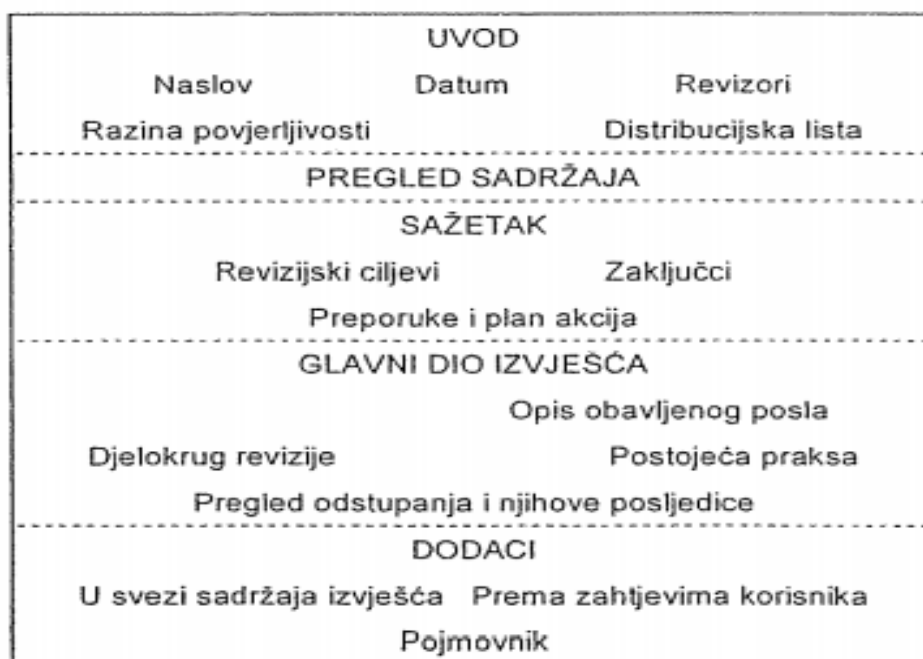 UVOD
Naslov Datum Revizori
Razina povjerljivosti Distribucijska lista
PREGLED SADRŽAJA
SAŽETAK
Revizijski ciljevi Zaključci
Preporuke i plan akcija
GLAVNI DIO IZVJEŠĆA
Opis obavljenog posla
Djelokrug revizije Postojeća praksa
Pregled odstupanja i njihove posljedice
DODACI
U svezi sadržaja izvješća Prema zahtjevima korisnika
Pojmovnik